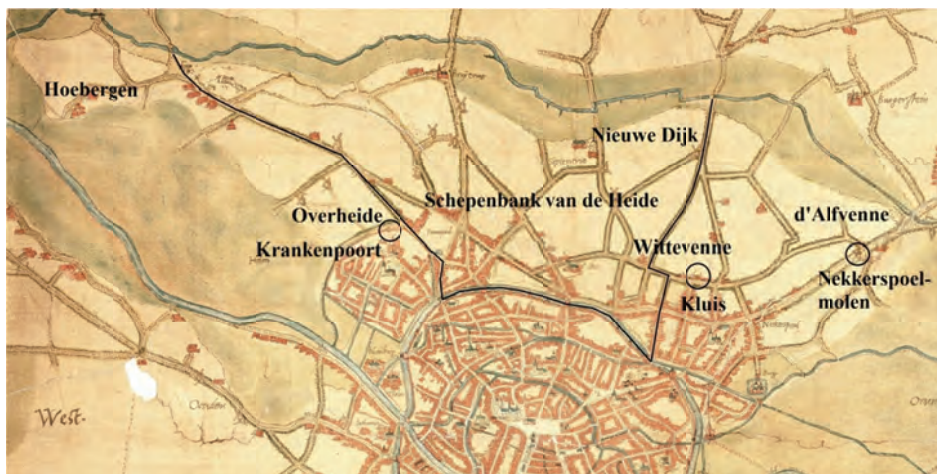 Hoebergen
Nieuwe Dijk
Schepenbank van de Heide
Overheide
d'Alfvenne
Krankenpoort
Wittevenne
Nekkerspoel-
molen
Kluis
West.